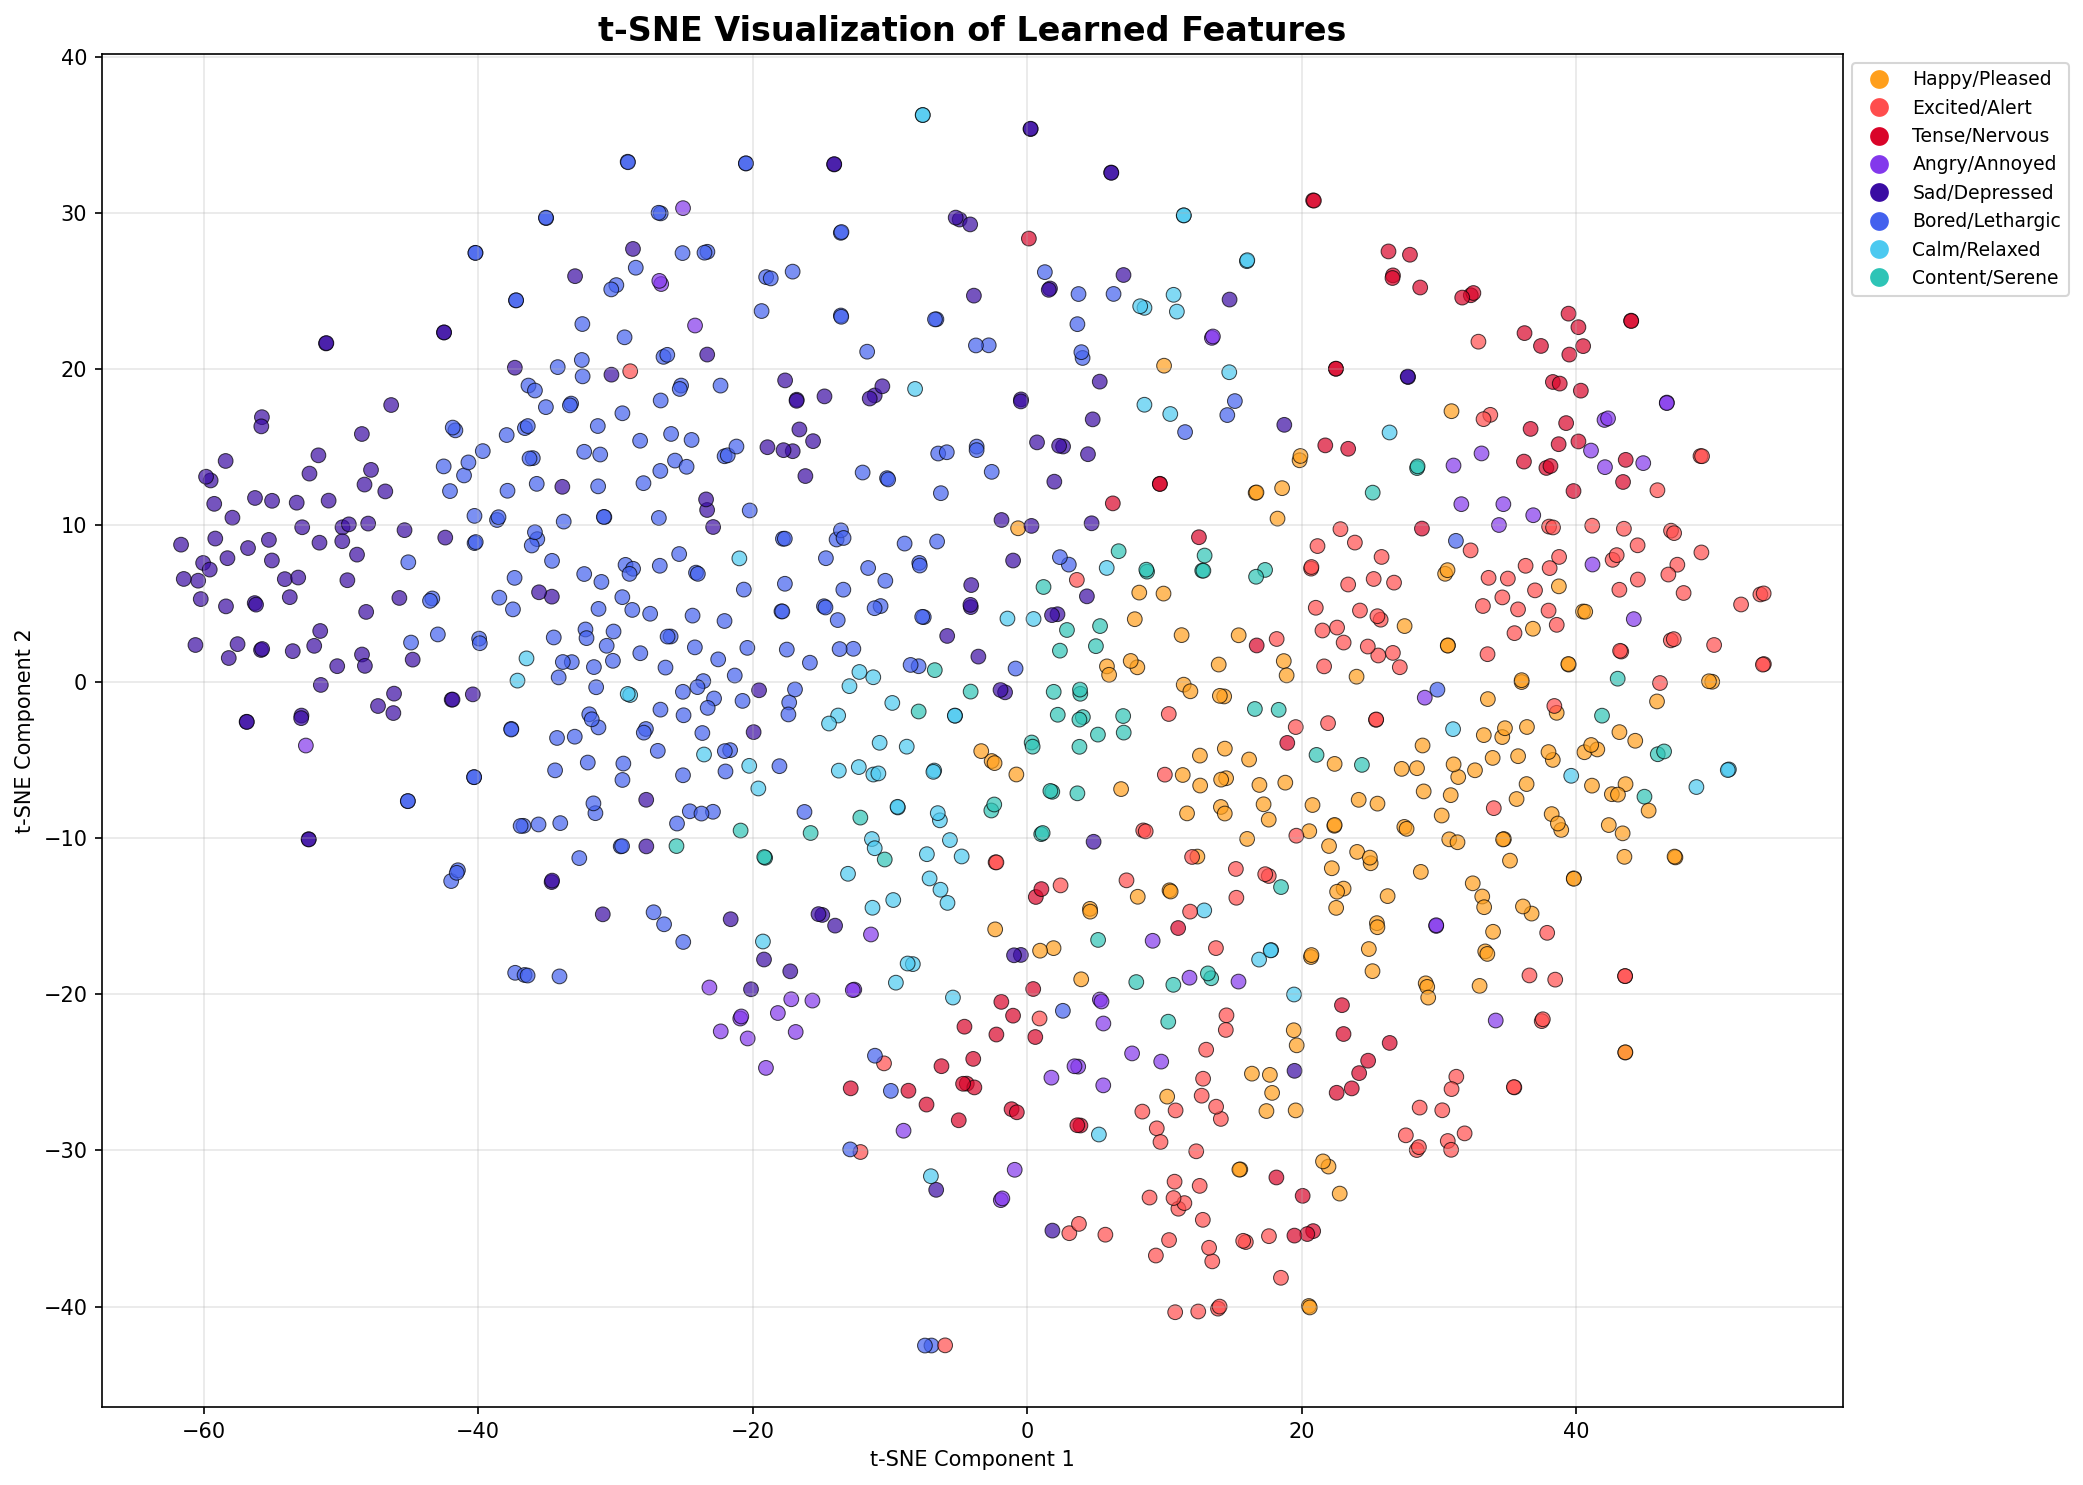 t-SNE Visualization of Learned Features
40
30
20
10
0
−10
−20
−30
−40
t-SNE Component 2
−60
−40
−20
0
20
40
t-SNE Component 1
Happy/Pleased
Excited/Alert
Tense/Nervous
Angry/Annoyed
Sad/Depressed
Bored/Lethargic
Calm/Relaxed
Content/Serene